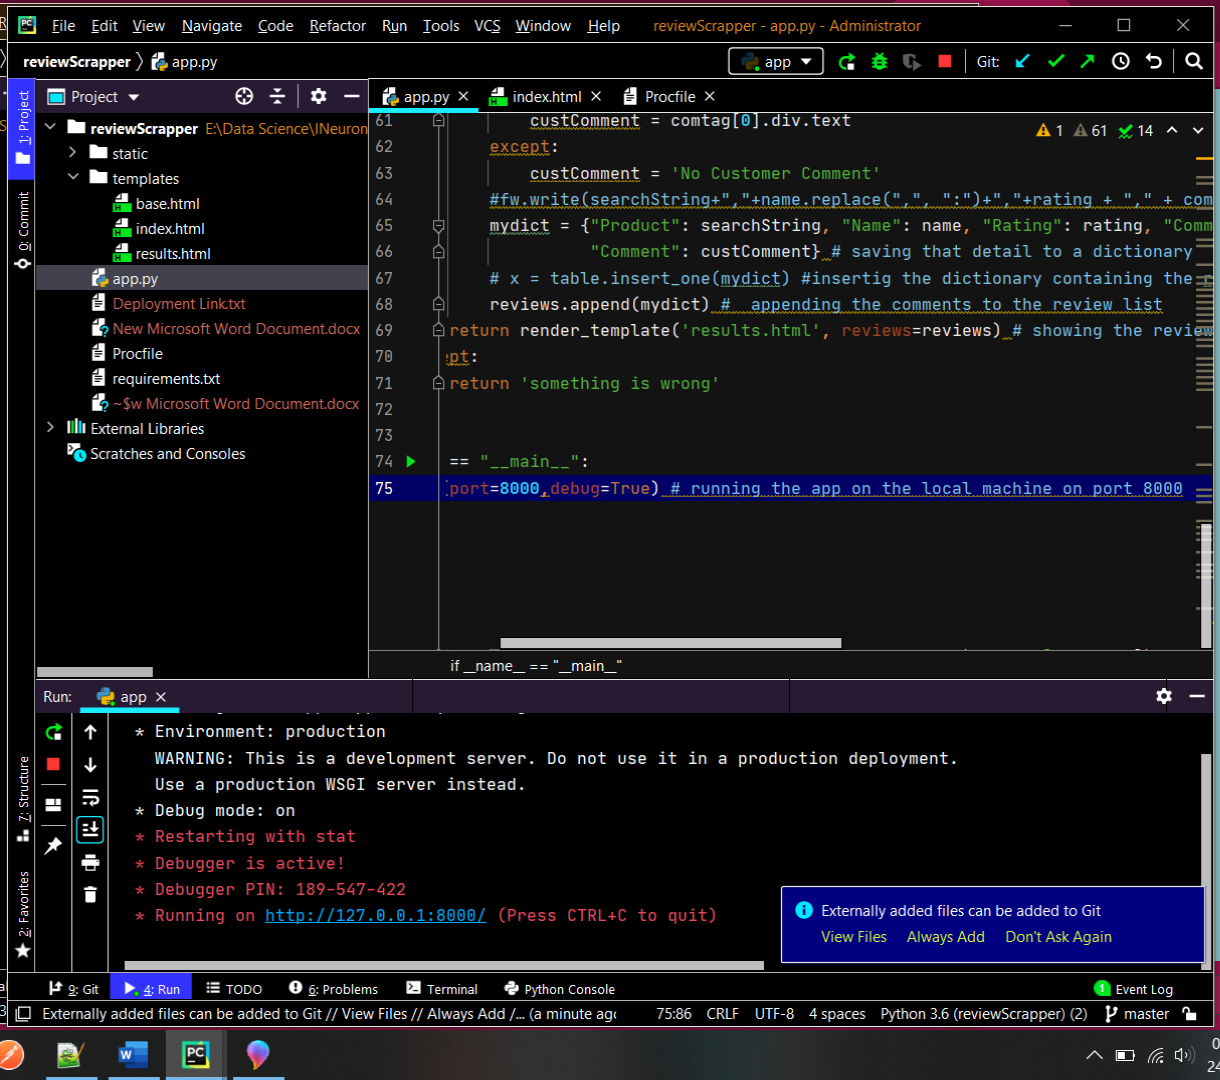 File Edit View Navigate Code Refactor Run Tools VCS Window Help reviewScrapper - app.py - Administrator
reviewScrapper app.py app Git:
Project app.py index.html Procfile
1: Project
0: Commit
7: Structure
2: Favorites
reviewScrapper E:\Data Science\INeuron
static
templates
base.html
index.html
results.html
app.py
Deployment Link.txt
New Microsoft Word Document.docx
Procfile
requirements.txt
~$w Microsoft Word Document.docx
External Libraries
Scratches and Consoles
1 61 14
61 custComment = comtag[0].div.text
62 except:
63 custComment = 'No Customer Comment'
64 #fw.write(searchString+","+name.replace(",", ":")+","+rating + "," + com
65 mydict = {"Product": searchString, "Name": name, "Rating": rating, "Comm
66 "Comment": custComment} # saving that detail to a dictionary
67 # x = table.insert_one(mydict) #insertig the dictionary containing the r
68 reviews.append(mydict) #  appending the comments to the review list
69 return render_template('results.html', reviews=reviews) # showing the review
70 pt:
71 return 'something is wrong'
72
73
74 == "__main__":
75 port=8000,debug=True) # running the app on the local machine on port 8000
if __name__ == "__main__"
Run: app
* Environment: production
WARNING: This is a development server. Do not use it in a production deployment.
Use a production WSGI server instead.
* Debug mode: on
* Restarting with stat
* Debugger is active!
* Debugger PIN: 189-547-422
* Running on http://127.0.0.1:8000/ (Press CTRL+C to quit)
Externally added files can be added to Git
View Files Always Add Don't Ask Again
9: Git 4: Run TODO 6: Problems Terminal Python Console 1 Event Log
Externally added files can be added to Git // View Files // Always Add /... (a minute ago 75:86 CRLF UTF-8 4 spaces Python 3.6 (reviewScrapper) (2) master